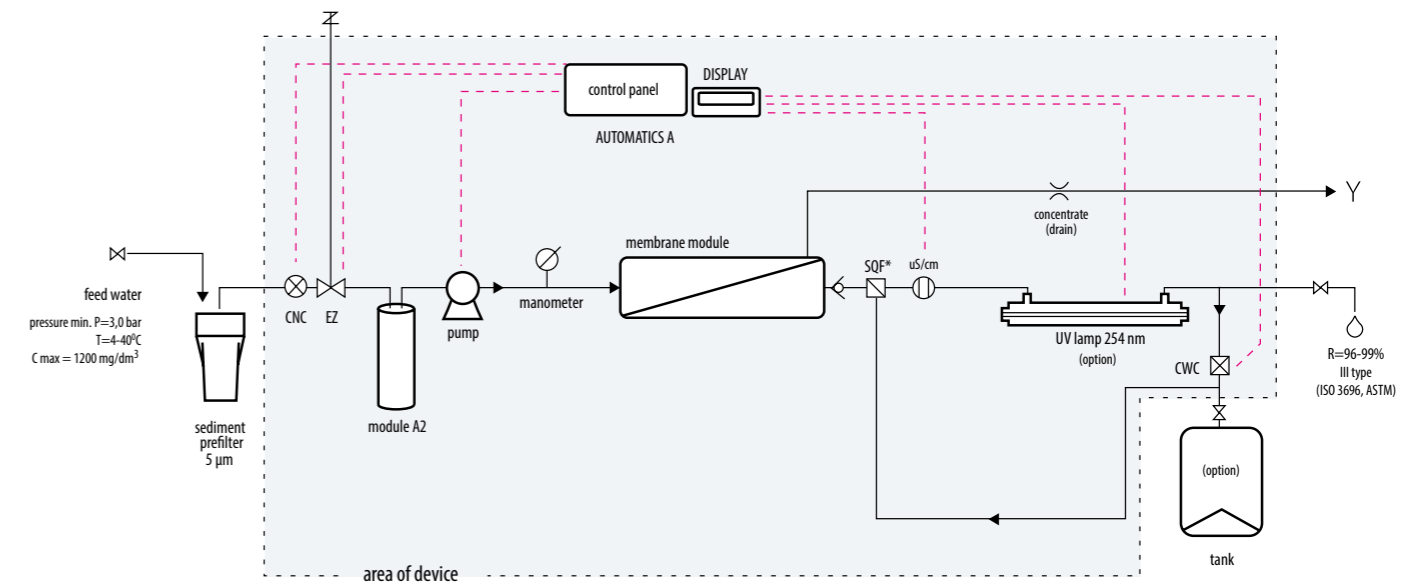 control panel
DISPLAY
AUTOMATICS A
concentrate
(drain)
membrane module
SQF*
uS/cm
feed water
pressure min. P=3,0 bar
T=4-40⁰C
C max = 1200 mg/dm³
CNC
EZ
pump
manometer
UV lamp 254 nm
(option)
CWC
R=96-99%
III type
(ISO 3696, ASTM)
module A2
sediment
prefilter
5 µm
(option)
tank
area of device